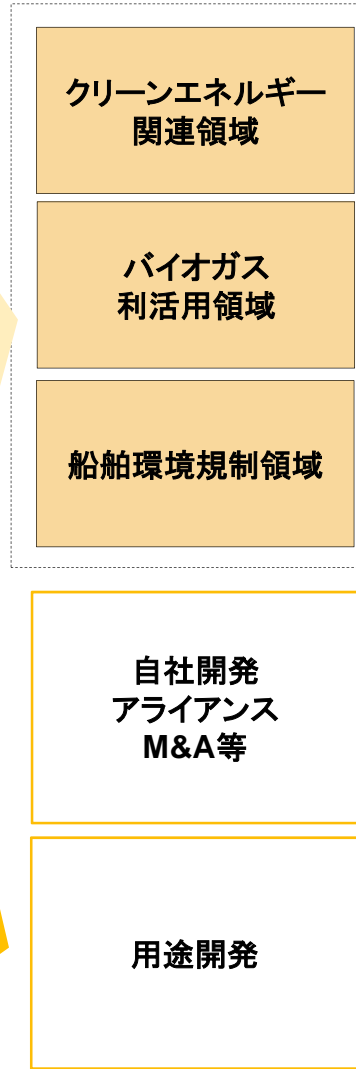 クリーンエネルギー
関連領域
バイオガス
利活用領域
船舶環境規制領域
自社開発
アライアンス
M&A等
用途開発